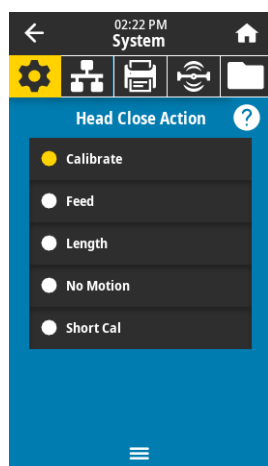 02:22 PM
System
Head Close Action
?
Calibrate
Feed
Length
No Motion
Short Cal